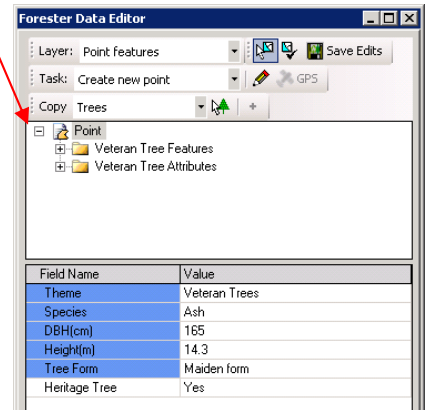 Forester Data Editor
Layer: Point features Save Edits
Task: Create new point GPS
Copy Trees
Point
Veteran Tree Features
Veteran Tree Attributes
Field Name Value
Theme Veteran Trees
Species Ash
DBH(cm) 165
Height(m) 14.3
Tree Form Maiden form
Heritage Tree Yes